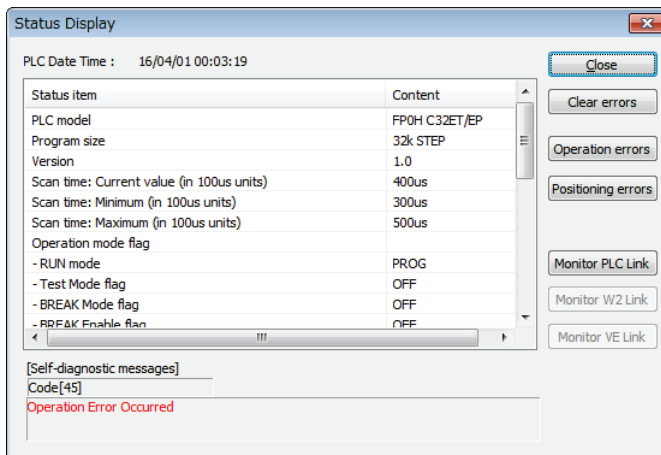 Status Display
PLC Date Time : 16/04/01 00:03:19
Close
Clear errors
Operation errors
Positioning errors
Monitor PLC Link
Monitor W2 Link
Monitor VE Link
Status item Content
PLC model FP0H C32ET/EP
Program size 32k STEP
Version 1.0
Scan time: Current value (in 100us units) 400us
Scan time: Minimum (in 100us units) 300us
Scan time: Maximum (in 100us units) 500us
Operation mode flag
- RUN mode PROG
- Test Mode flag OFF
- BREAK Mode flag OFF
- BREAK Enable flag OFF
[Self-diagnostic messages]
Code[45]
Operation Error Occurred